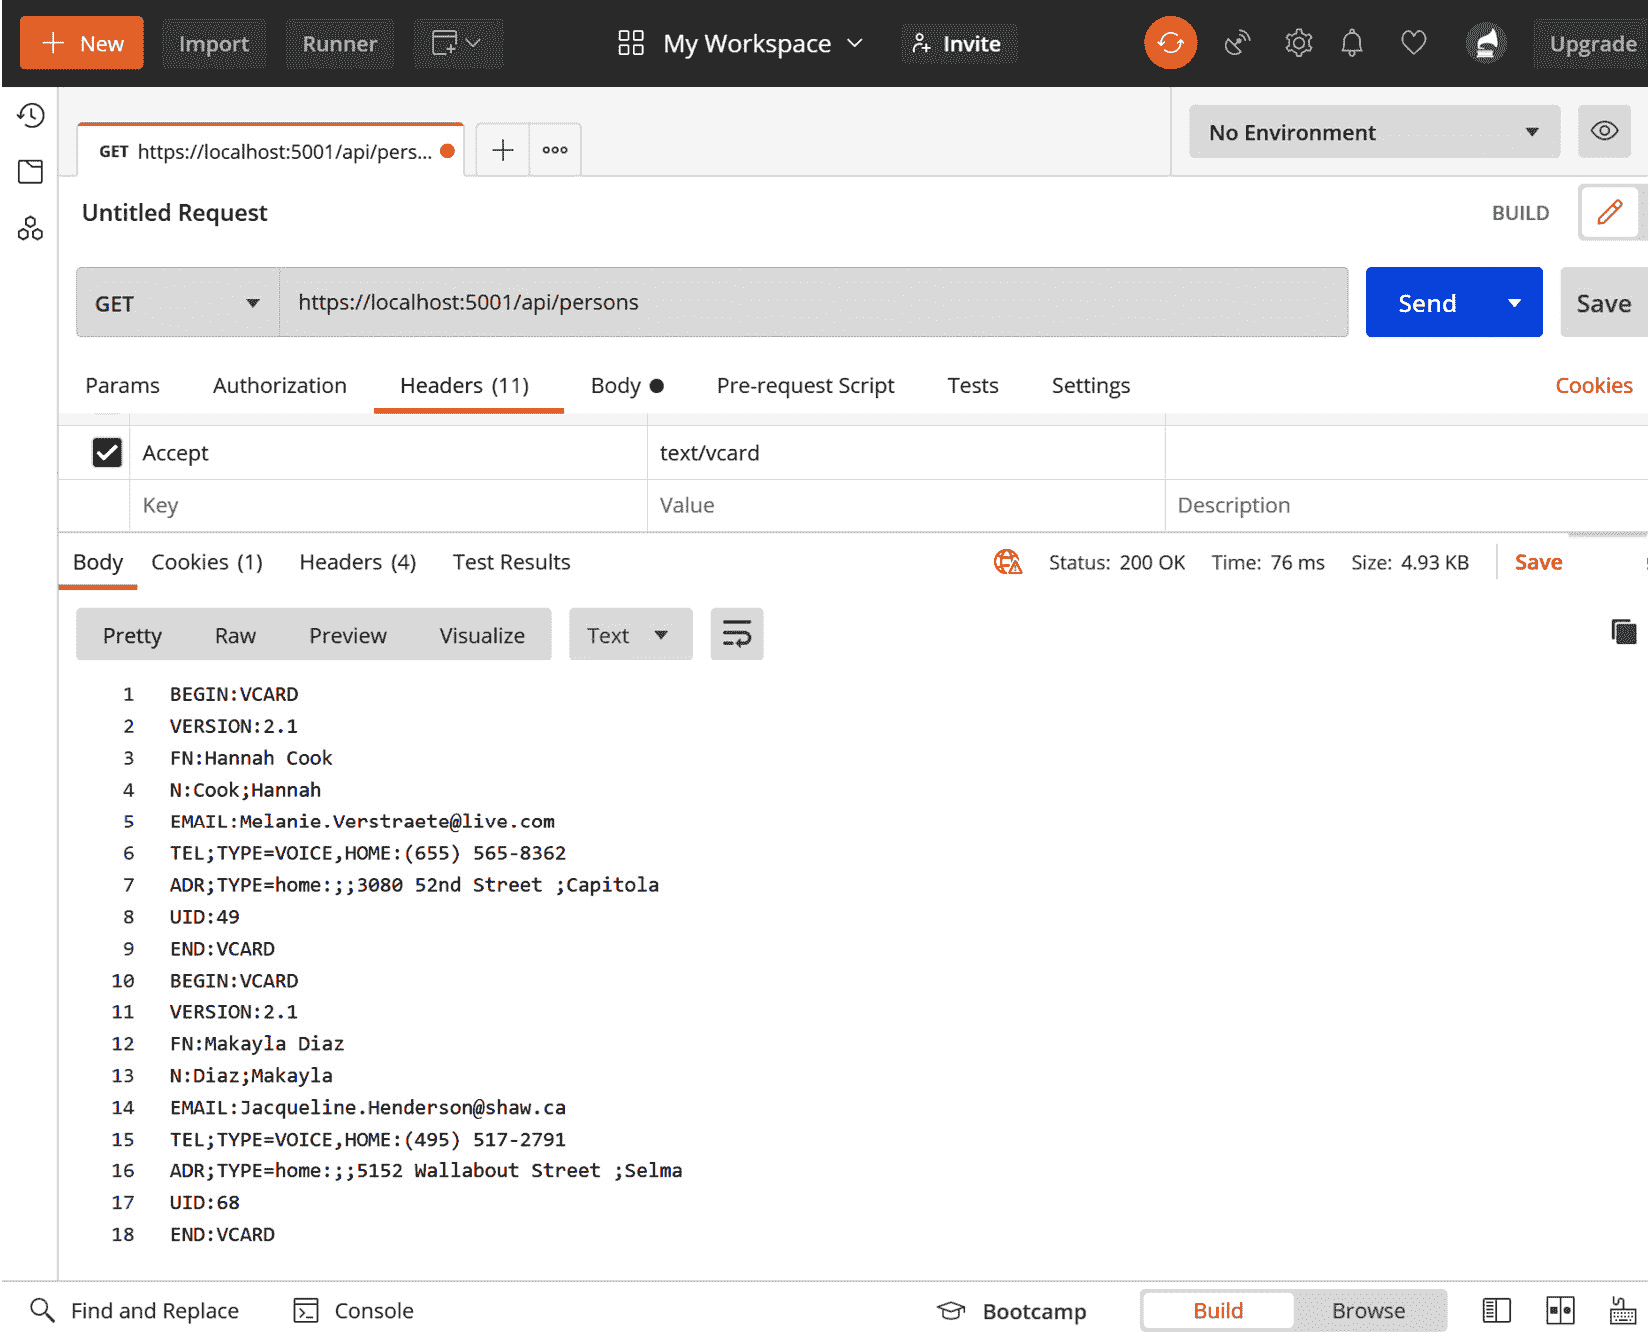 New Import Runner My Workspace Invite Upgrade
GET https://localhost:5001/api/pers... No Environment
Untitled Request BUILD
GET https://localhost:5001/api/persons Send Save
Params Authorization Headers (11) Body Pre-request Script Tests Settings Cookies
Accept text/vcard
Key Value Description
Body Cookies (1) Headers (4) Test Results Status: 200 OK Time: 76 ms Size: 4.93 KB Save
Pretty Raw Preview Visualize Text
1 BEGIN:VCARD
2 VERSION:2.1
3 FN:Hannah Cook
4 N:Cook;Hannah
5 EMAIL:Melanie.Verstraete@live.com
6 TEL;TYPE=VOICE,HOME:(655) 565-8362
7 ADR;TYPE=home:;;3080 52nd Street ;Capitola
8 UID:49
9 END:VCARD
10 BEGIN:VCARD
11 VERSION:2.1
12 FN:Makayla Diaz
13 N:Diaz;Makayla
14 EMAIL:Jacqueline.Henderson@shaw.ca
15 TEL;TYPE=VOICE,HOME:(495) 517-2791
16 ADR;TYPE=home:;;5152 Wallabout Street ;Selma
17 UID:68
18 END:VCARD
Find and Replace Console Bootcamp Build Browse